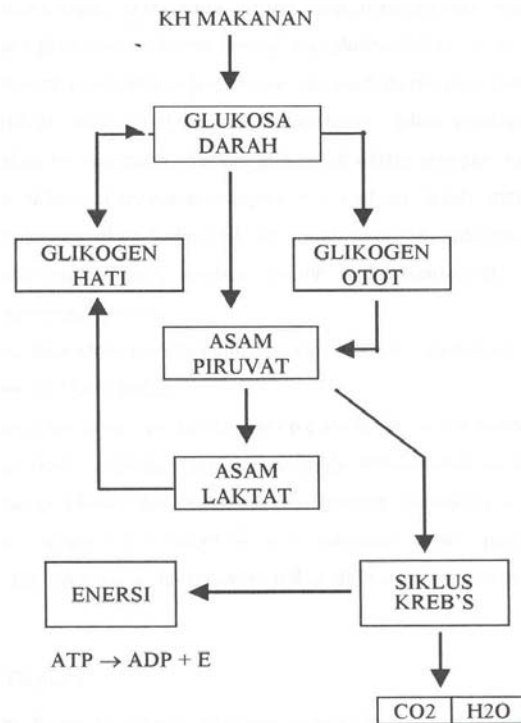 KH MAKANAN
GLUKOSA
DARAH
GLIKOGEN
HATI
GLIKOGEN
OTOT
ASAM
PIRUVAT
ASAM
LAKTAT
ENERSI
SIKLUS
KREB'S
ATP → ADP + E
CO2
H2O